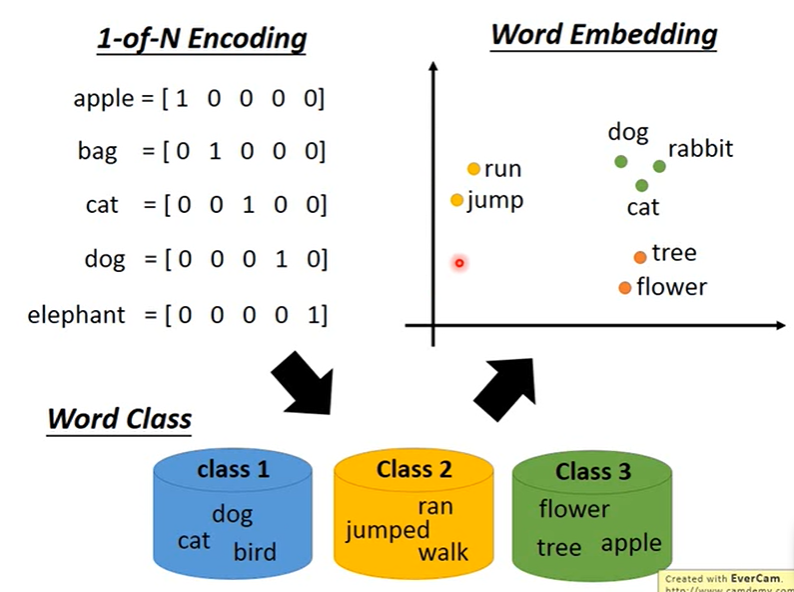 1-of-N Encoding
apple = [ 1 0 0 0 0]
bag = [ 0 1 0 0 0]
cat = [ 0 0 1 0 0]
dog = [ 0 0 0 1 0]
elephant = [ 0 0 0 0 1]
Word Embedding
dog
rabbit
run
jump
cat
tree
flower
Word Class
class 1
dog
cat
bird
Class 2
ran
jumped
walk
Class 3
flower
tree apple
Created with EverCam.
http://www.camdemy.com